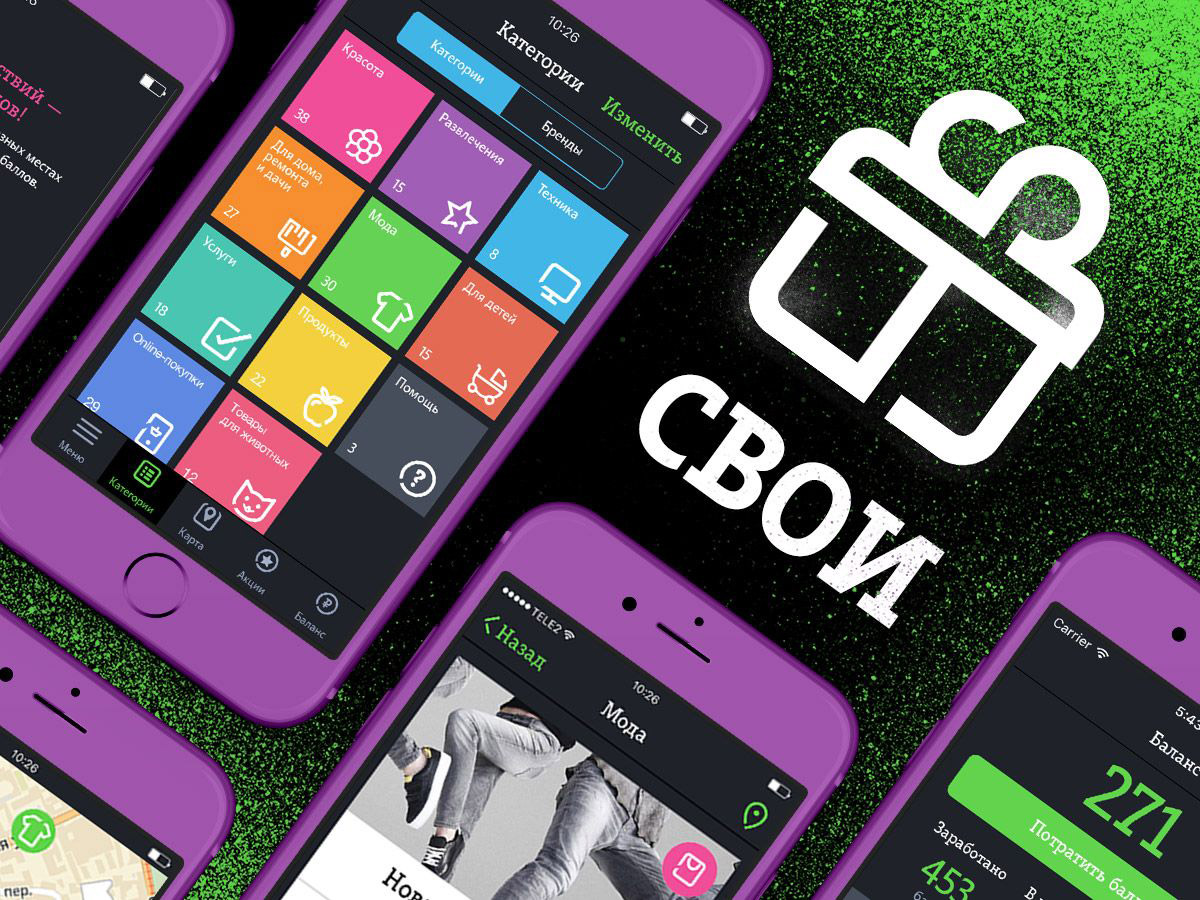 ствий —
ов!
зных местах
баллов.
10:26
Категории
Изменить
Категории
Бренды
Красота
38
Развлечения
15
Техника
8
Для дома,
ремонта
и дачи
27
Мода
30
Для детей
15
Услуги
18
Продукты
22
Помощь
3
Online-покупки
29
Товары
для животных
12
Меню
Категории
Карта
Акции
Баланс
СВОИ
10:26
пер.
TELE2
10:26
Назад
Мода
Нов
Carrier
5:43
Баланс
271
Потратить бал
Заработано
453
В